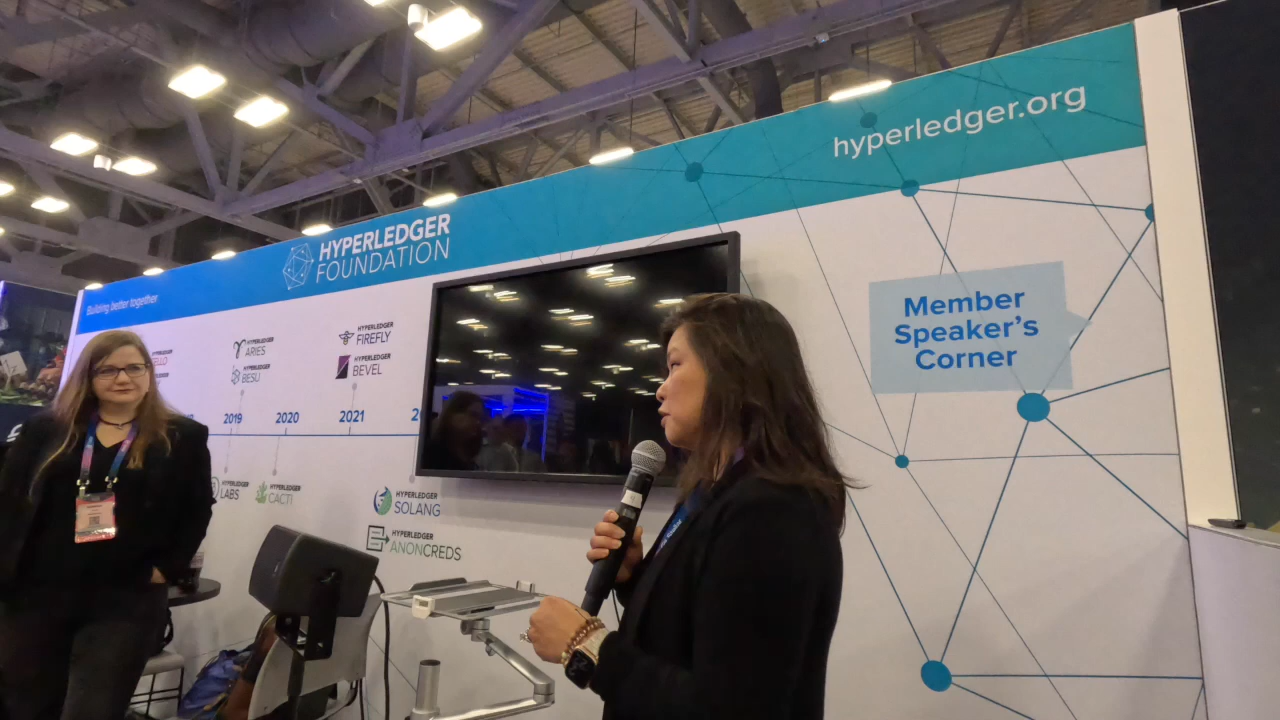 hyperledger.org
HYPERLEDGER
FOUNDATION
Building better together
Member
Speaker's
Corner
HYPERLEDGER
ARIES
HYPERLEDGER
BESU
HYPERLEDGER
FIREFLY
HYPERLEDGER
BEVEL
2019
2020
2021
HYPERLEDGER
LABS
HYPERLEDGER
CACTI
HYPERLEDGER
SOLANG
HYPERLEDGER
ANONCREDS